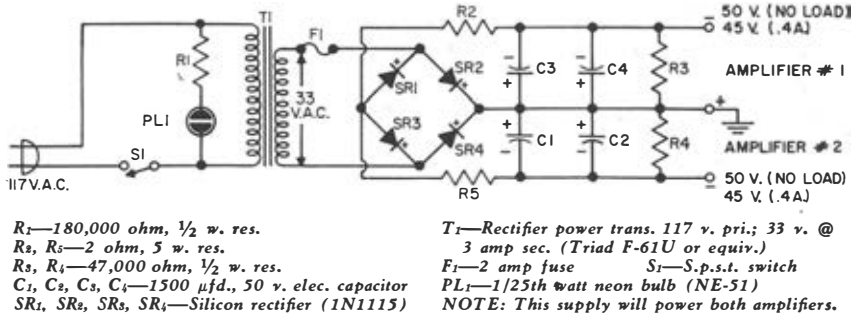 T1
R2
50 V. (NO LOAD)
45 V. (.4A.)
F1
R1
SR1
SR2
C3
C4
R3
AMPLIFIER # 1
33
V.A.C.
PL1
SR3
SR4
C1
C2
R4
AMPLIFIER # 2
S1
117 V.A.C.
R5
50 V. (NO LOAD)
45 V. (.4A.)
R1—180,000 ohm, ½ w. res.
R2, R5—2 ohm, 5 w. res.
R3, R4—47,000 ohm, ½ w. res.
C1, C2, C3, C4—1500 µfd., 50 v. elec. capacitor
SR1, SR2, SR3, SR4—Silicon rectifier (1N1115)
T1—Rectifier power trans. 117 v. pri.; 33 v. @
3 amp sec. (Triad F-61U or equiv.)
F1—2 amp fuse S1—S.p.s.t. switch
PL1—1/25th watt neon bulb (NE-51)
NOTE: This supply will power both amplifiers.